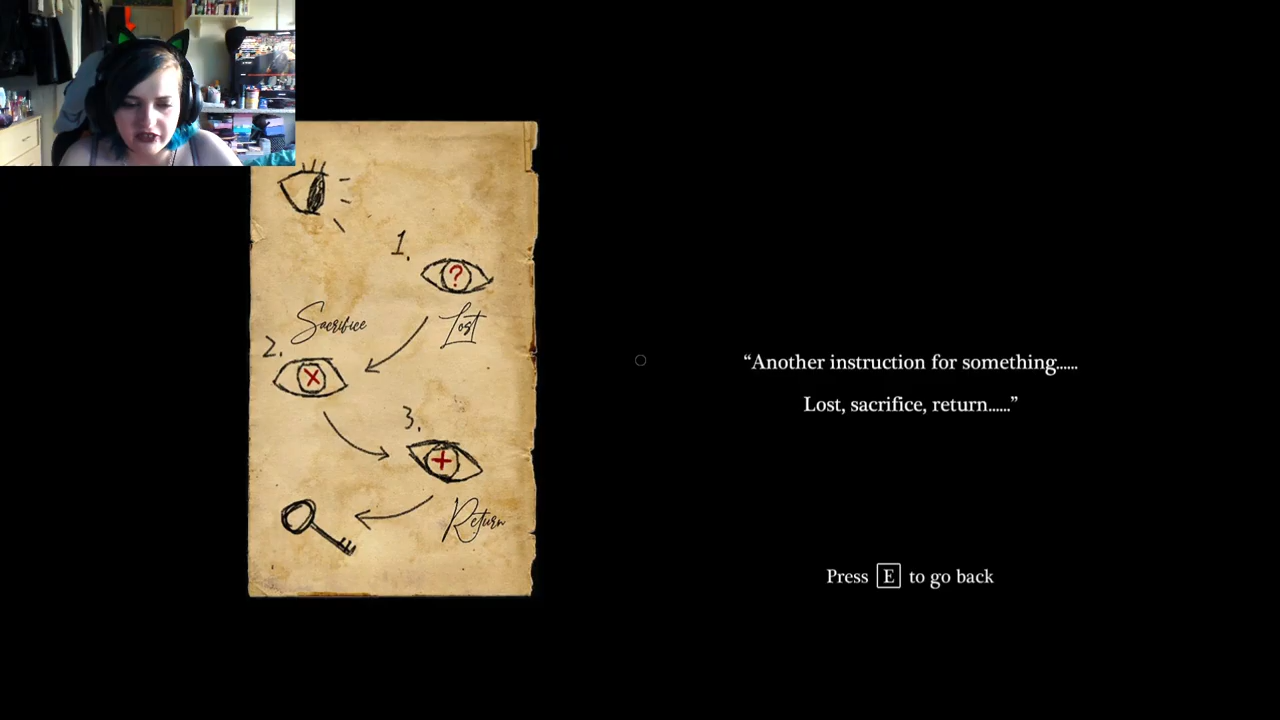 1.
?
Sacrifice
Lost
2.
X
3.
+
Return
“Another instruction for something......
Lost, sacrifice, return......”
Press E to go back